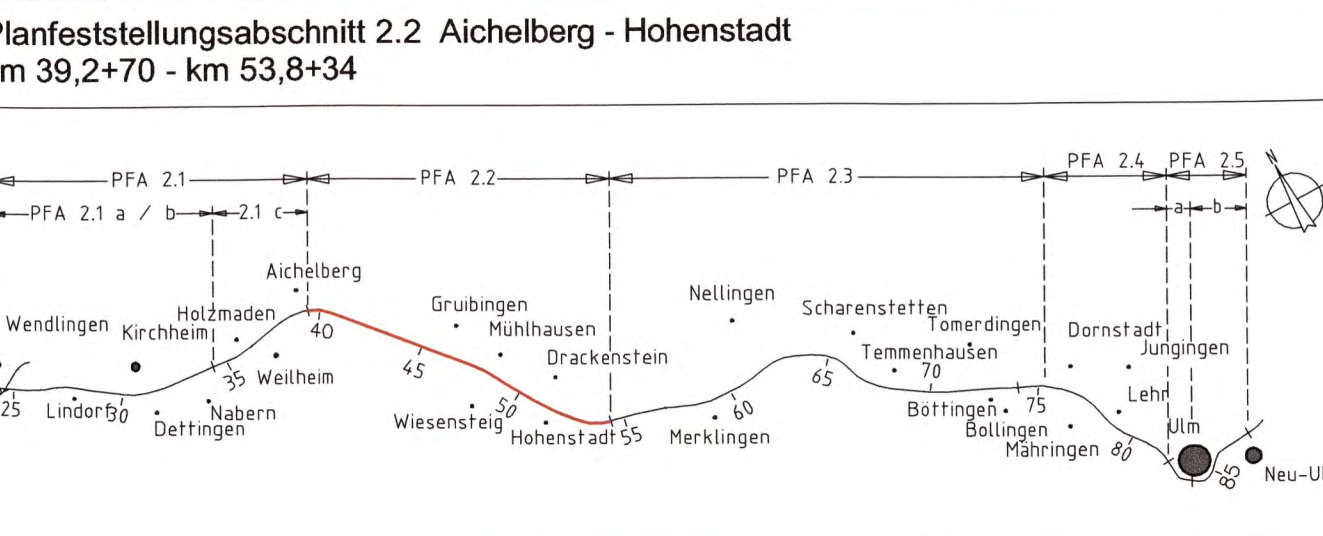 lanfeststellungsabschnitt 2.2 Aichelberg - Hohenstadt
m 39,2+70 - km 53,8+34
PFA 2.1 PFA 2.2 PFA 2.3 PFA 2.4 PFA 2.5
PFA 2.1 a / b 2.1 c a b
N
Aichelberg
Wendlingen Kirchheim Holzmaden Gruibingen Nellingen Scharenstetten
Mühlhausen Tomerdingen Dornstadt
Drackenstein Temmenhausen Jungingen
Weilheim Lehr
25 30 35 40 45 50 55 60 65 70 75 80 85
Lindorf Nabern Wiesensteig Böttingen Ulm
Dettingen Hohenstadt Merklingen Bollingen
Mähringen
Neu-Ul